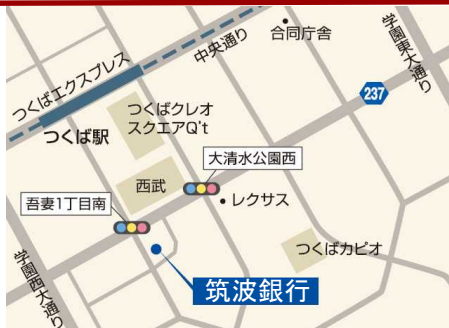 合同庁舎
中央通り
学園東大通り
つくばエクスプレス
237
つくばクレオ
スクエアQ't
つくば駅
大清水公園西
西武
レクサス
吾妻1丁目南
つくばカピオ
学園西大通り
筑波銀行